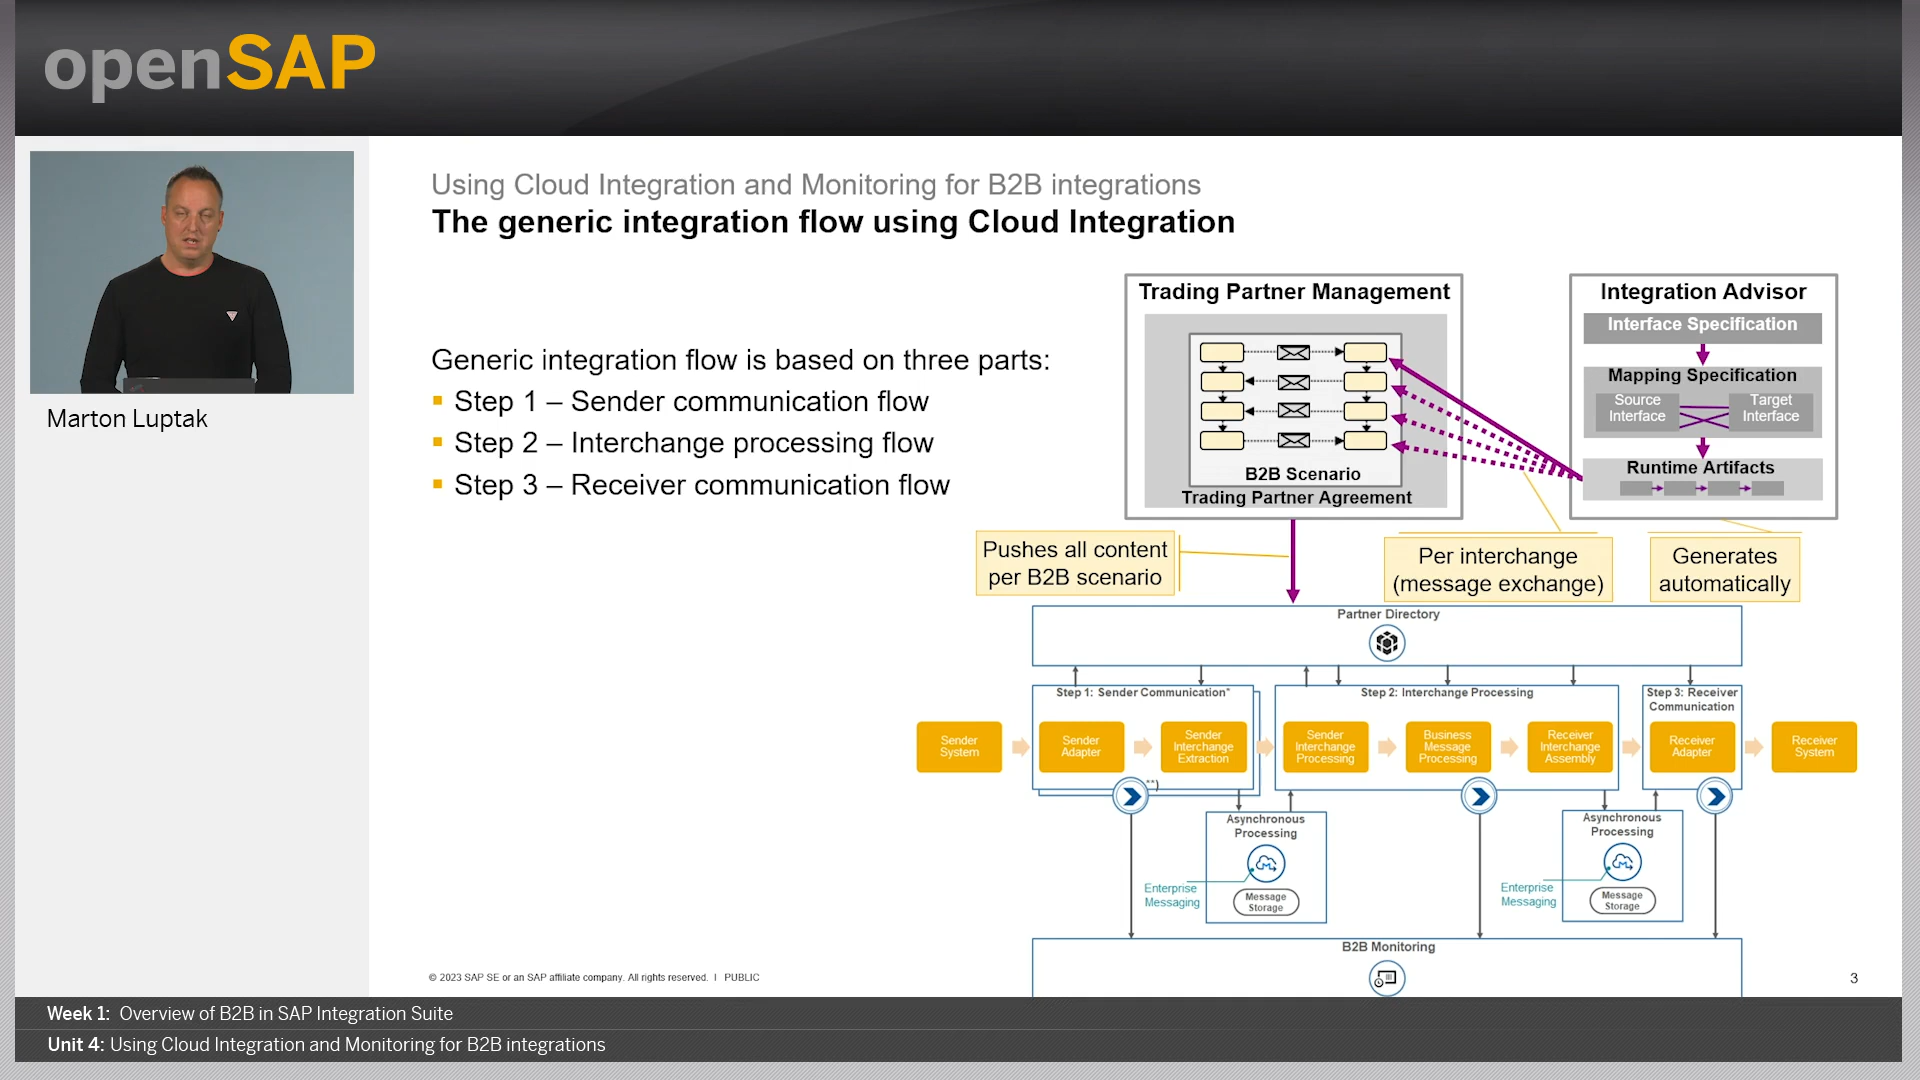 openSAP
Marton Luptak
Using Cloud Integration and Monitoring for B2B integrations
The generic integration flow using Cloud Integration
Generic integration flow is based on three parts:
Step 1 – Sender communication flow
Step 2 – Interchange processing flow
Step 3 – Receiver communication flow
Trading Partner Management
B2B Scenario
Trading Partner Agreement
Integration Advisor
Interface Specification
Mapping Specification
Source
Interface
Target
Interface
Runtime Artifacts
Pushes all content
per B2B scenario
Per interchange
(message exchange)
Generates
automatically
Partner Directory
Step 1: Sender Communication*
Step 2: Interchange Processing
Step 3: Receiver
Communication
Sender
System
Sender
Adapter
Sender
Interchange
Extraction
Sender
Interchange
Processing
Business
Message
Processing
Receiver
Interchange
Assembly
Receiver
Adapter
Receiver
System
**)
Asynchronous
Processing
Enterprise
Messaging
Message
Storage
Asynchronous
Processing
Enterprise
Messaging
Message
Storage
B2B Monitoring
© 2023 SAP SE or an SAP affiliate company. All rights reserved. I PUBLIC
3
Week 1: Overview of B2B in SAP Integration Suite
Unit 4: Using Cloud Integration and Monitoring for B2B integrations